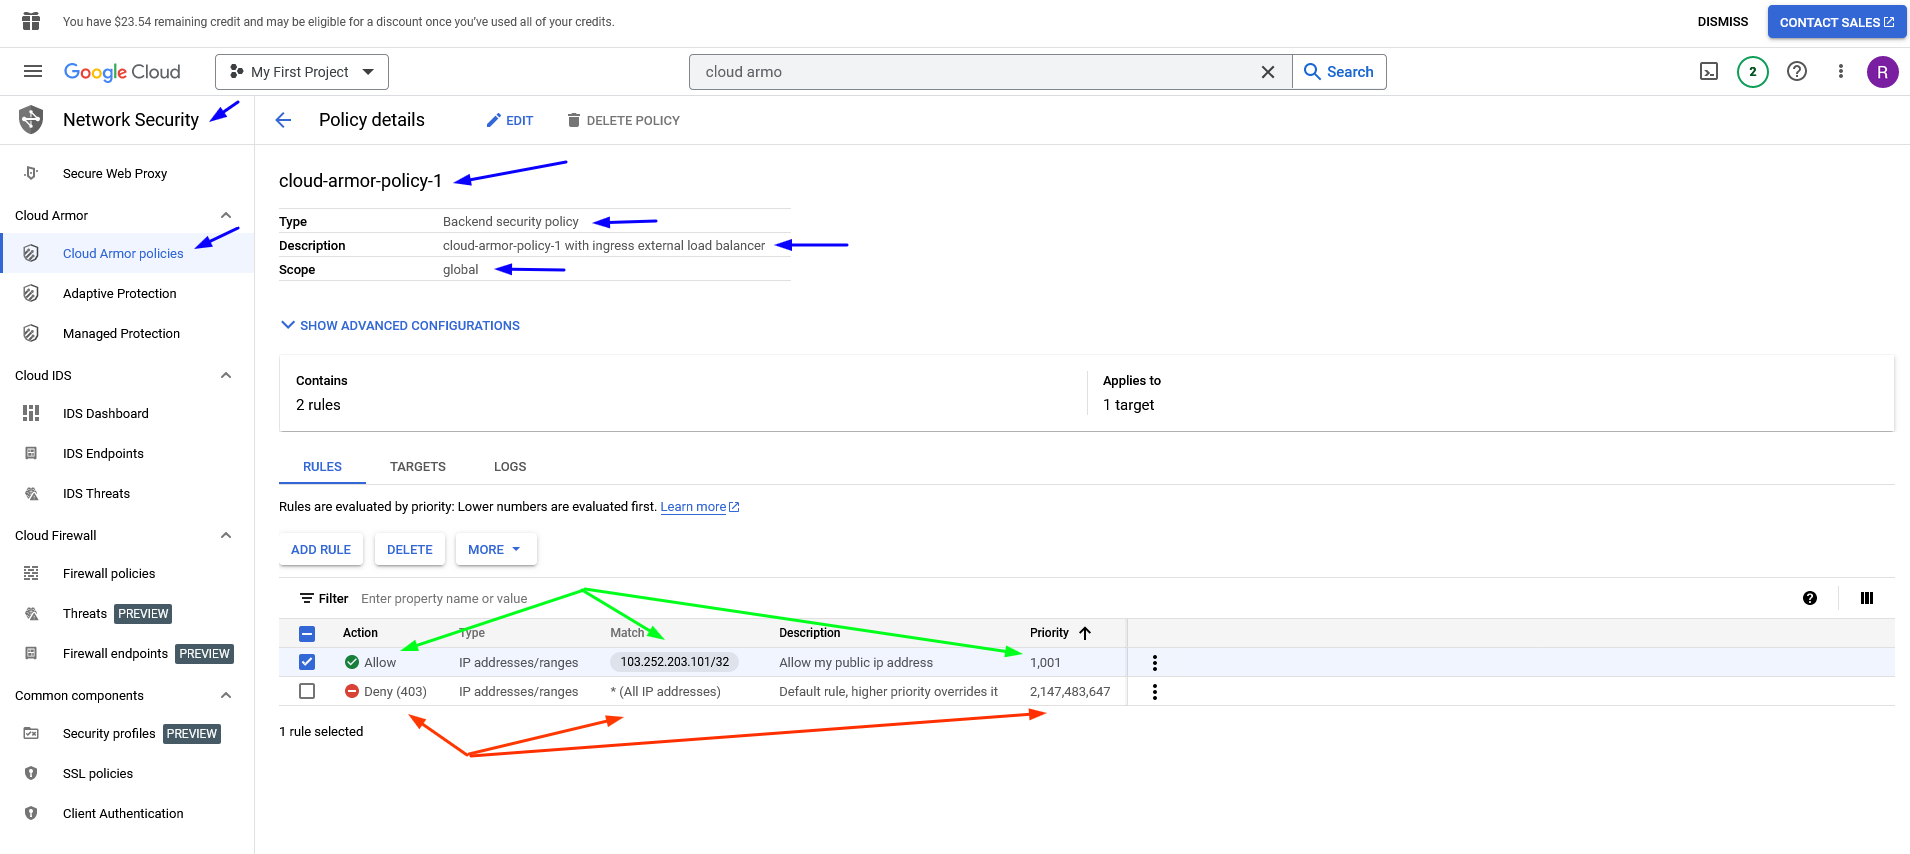 You have $23.54 remaining credit and may be eligible for a discount once you've used all of your credits.
DISMISS
CONTACT SALES
Google Cloud
My First Project
cloud armo
Search
2
R
Network Security
Policy details
EDIT
DELETE POLICY
Secure Web Proxy
Cloud Armor
Cloud Armor policies
Adaptive Protection
Managed Protection
Cloud IDS
IDS Dashboard
IDS Endpoints
IDS Threats
Cloud Firewall
Firewall policies
Threats PREVIEW
Firewall endpoints PREVIEW
Common components
Security profiles PREVIEW
SSL policies
Client Authentication
cloud-armor-policy-1
Type Backend security policy
Description cloud-armor-policy-1 with ingress external load balancer
Scope global
SHOW ADVANCED CONFIGURATIONS
Contains
2 rules
Applies to
1 target
RULES TARGETS LOGS
Rules are evaluated by priority: Lower numbers are evaluated first. Learn more
ADD RULE DELETE MORE
Filter Enter property name or value
Action Type Match Description Priority
Allow IP addresses/ranges 103.252.203.101/32 Allow my public ip address 1,001
Deny (403) IP addresses/ranges * (All IP addresses) Default rule, higher priority overrides it 2,147,483,647
1 rule selected